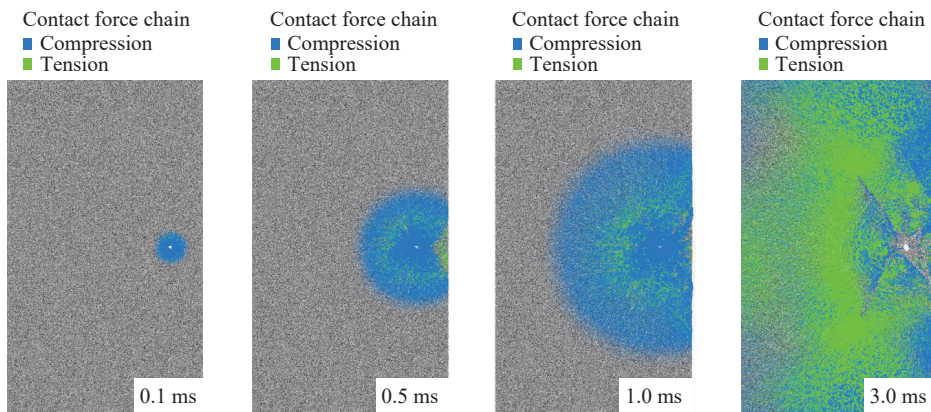 Contact force chain
Compression
Tension
0.1 ms
Contact force chain
Compression
Tension
0.5 ms
Contact force chain
Compression
Tension
1.0 ms
Contact force chain
Compression
Tension
3.0 ms